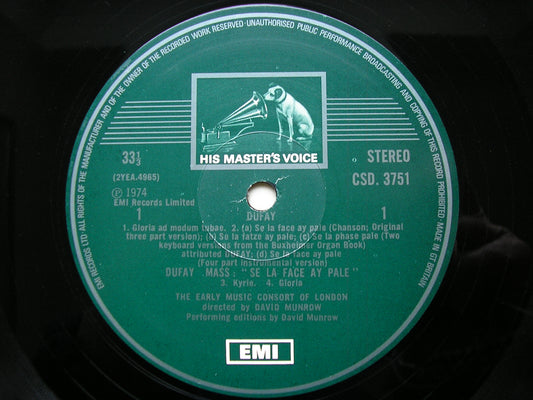 EMI RECORDS LTD ALL RIGHTS OF THE MANUFACTURER AND OF THE OWNER OF THE RECORDED WORK RESERVED·UNAUTHORISED PUBLIC PERFORMANCE BROADCASTING AND COPYING OF THIS RECORD PROHIBITED·MADE IN GT BRITAIN
HIS MASTER'S VOICE
33⅓ STEREO
(2YEA.4965) CSD. 3751
Ⓟ 1974
EMI Records Limited
1 DUFAY 1
1. Gloria ad modum tubae. 2. (a) Se la face ay pale (Chanson; Original
three part version); (b) Se la fatze ay pale; (c) Se la phase pale (Two
keyboard versions from the Buxheimer Organ Book)
attributed DUFAY; (d) Se la face ay pale
(Four part instrumental version)
DUFAY MASS: "SE LA FACE AY PALE"
3. Kyrie. 4. Gloria
THE EARLY MUSIC CONSORT OF LONDON
directed by DAVID MUNROW
Performing editions by David Munrow
EMI